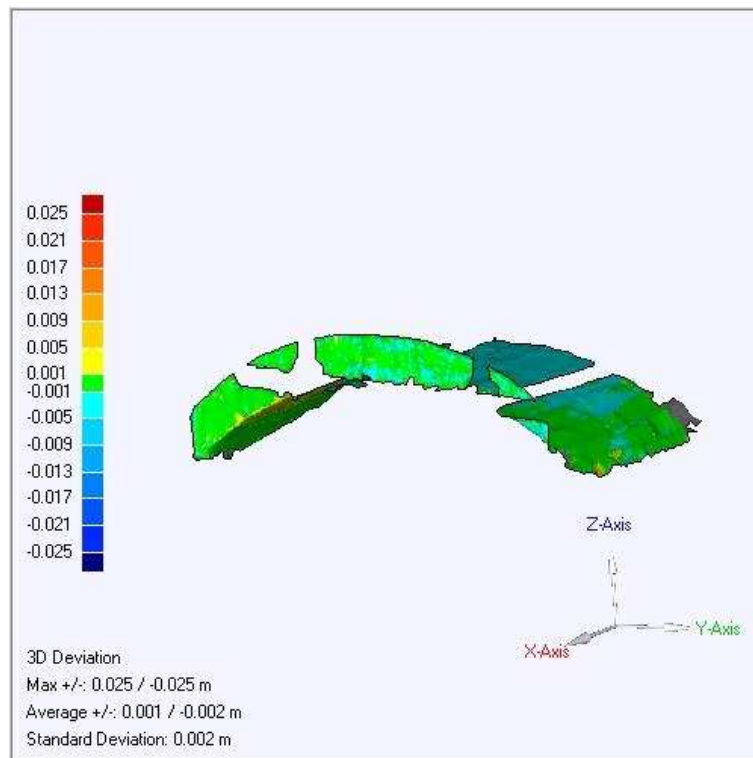 0.025
0.021
0.017
0.013
0.009
0.005
0.001
-0.001
-0.005
-0.009
-0.013
-0.017
-0.021
-0.025
Z-Axis
Y-Axis
X-Axis
3D Deviation
Max +/-: 0.025 / -0.025 m
Average +/-: 0.001 / -0.002 m
Standard Deviation: 0.002 m